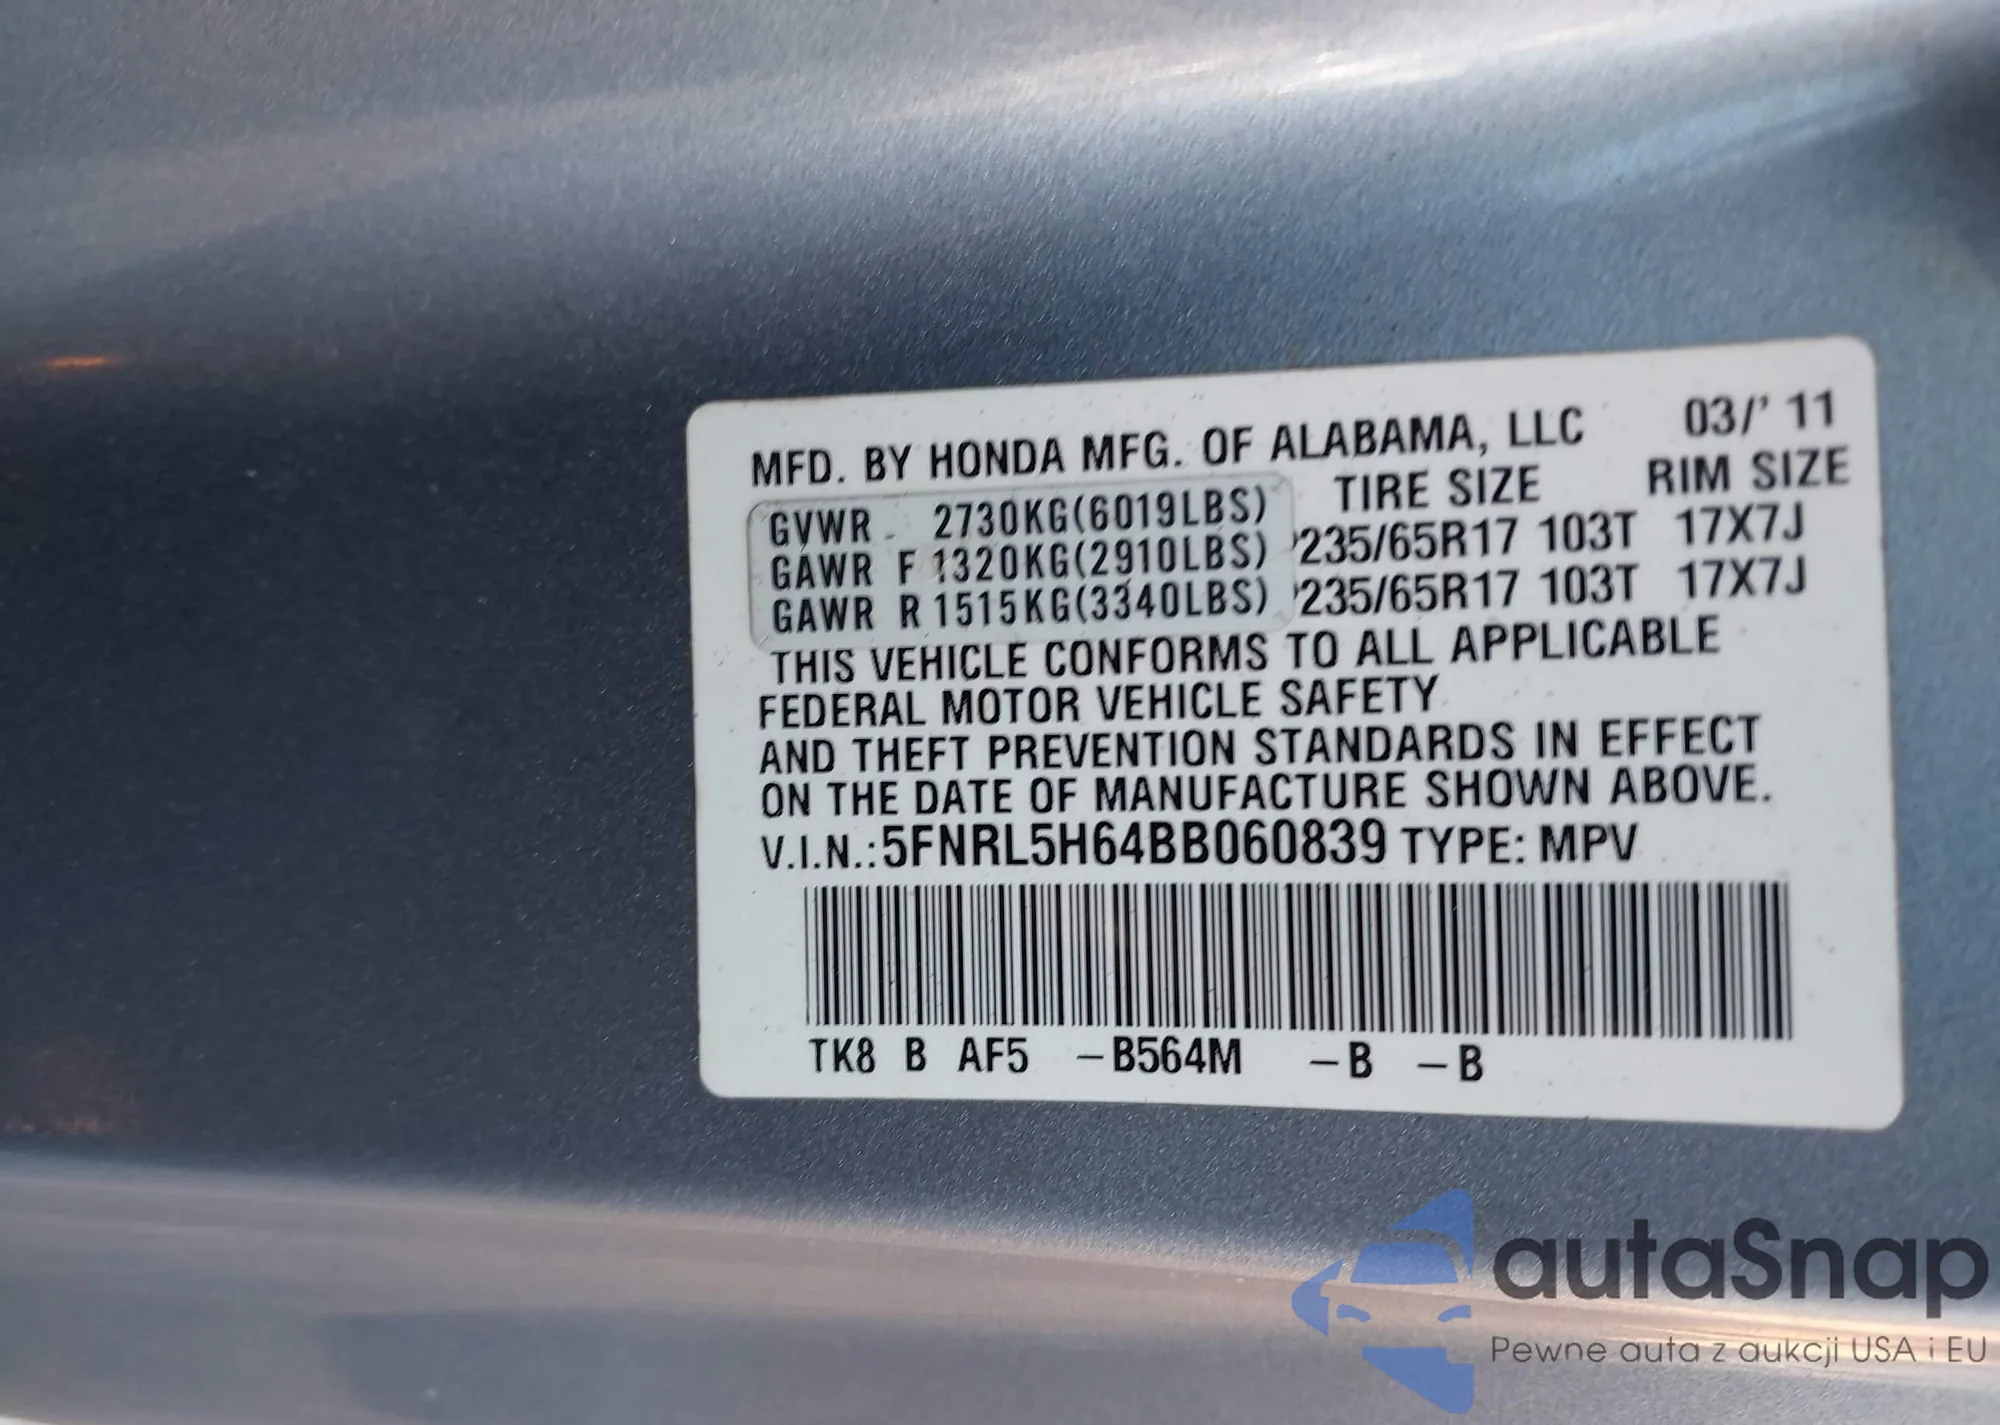 MFD. BY HONDA MFG. OF ALABAMA, LLC 03/' 11
TIRE SIZE RIM SIZE
GVWR 2730KG(6019LBS)
GAWR F 1320KG(2910LBS) P235/65R17 103T 17X7J
GAWR R 1515KG(3340LBS) P235/65R17 103T 17X7J
THIS VEHICLE CONFORMS TO ALL APPLICABLE
FEDERAL MOTOR VEHICLE SAFETY
AND THEFT PREVENTION STANDARDS IN EFFECT
ON THE DATE OF MANUFACTURE SHOWN ABOVE.
V.I.N.:5FNRL5H64BB060839 TYPE: MPV
TK8 B AF5 –B564M –B –B
autaSnap
Pewne auta z aukcji USA i EU